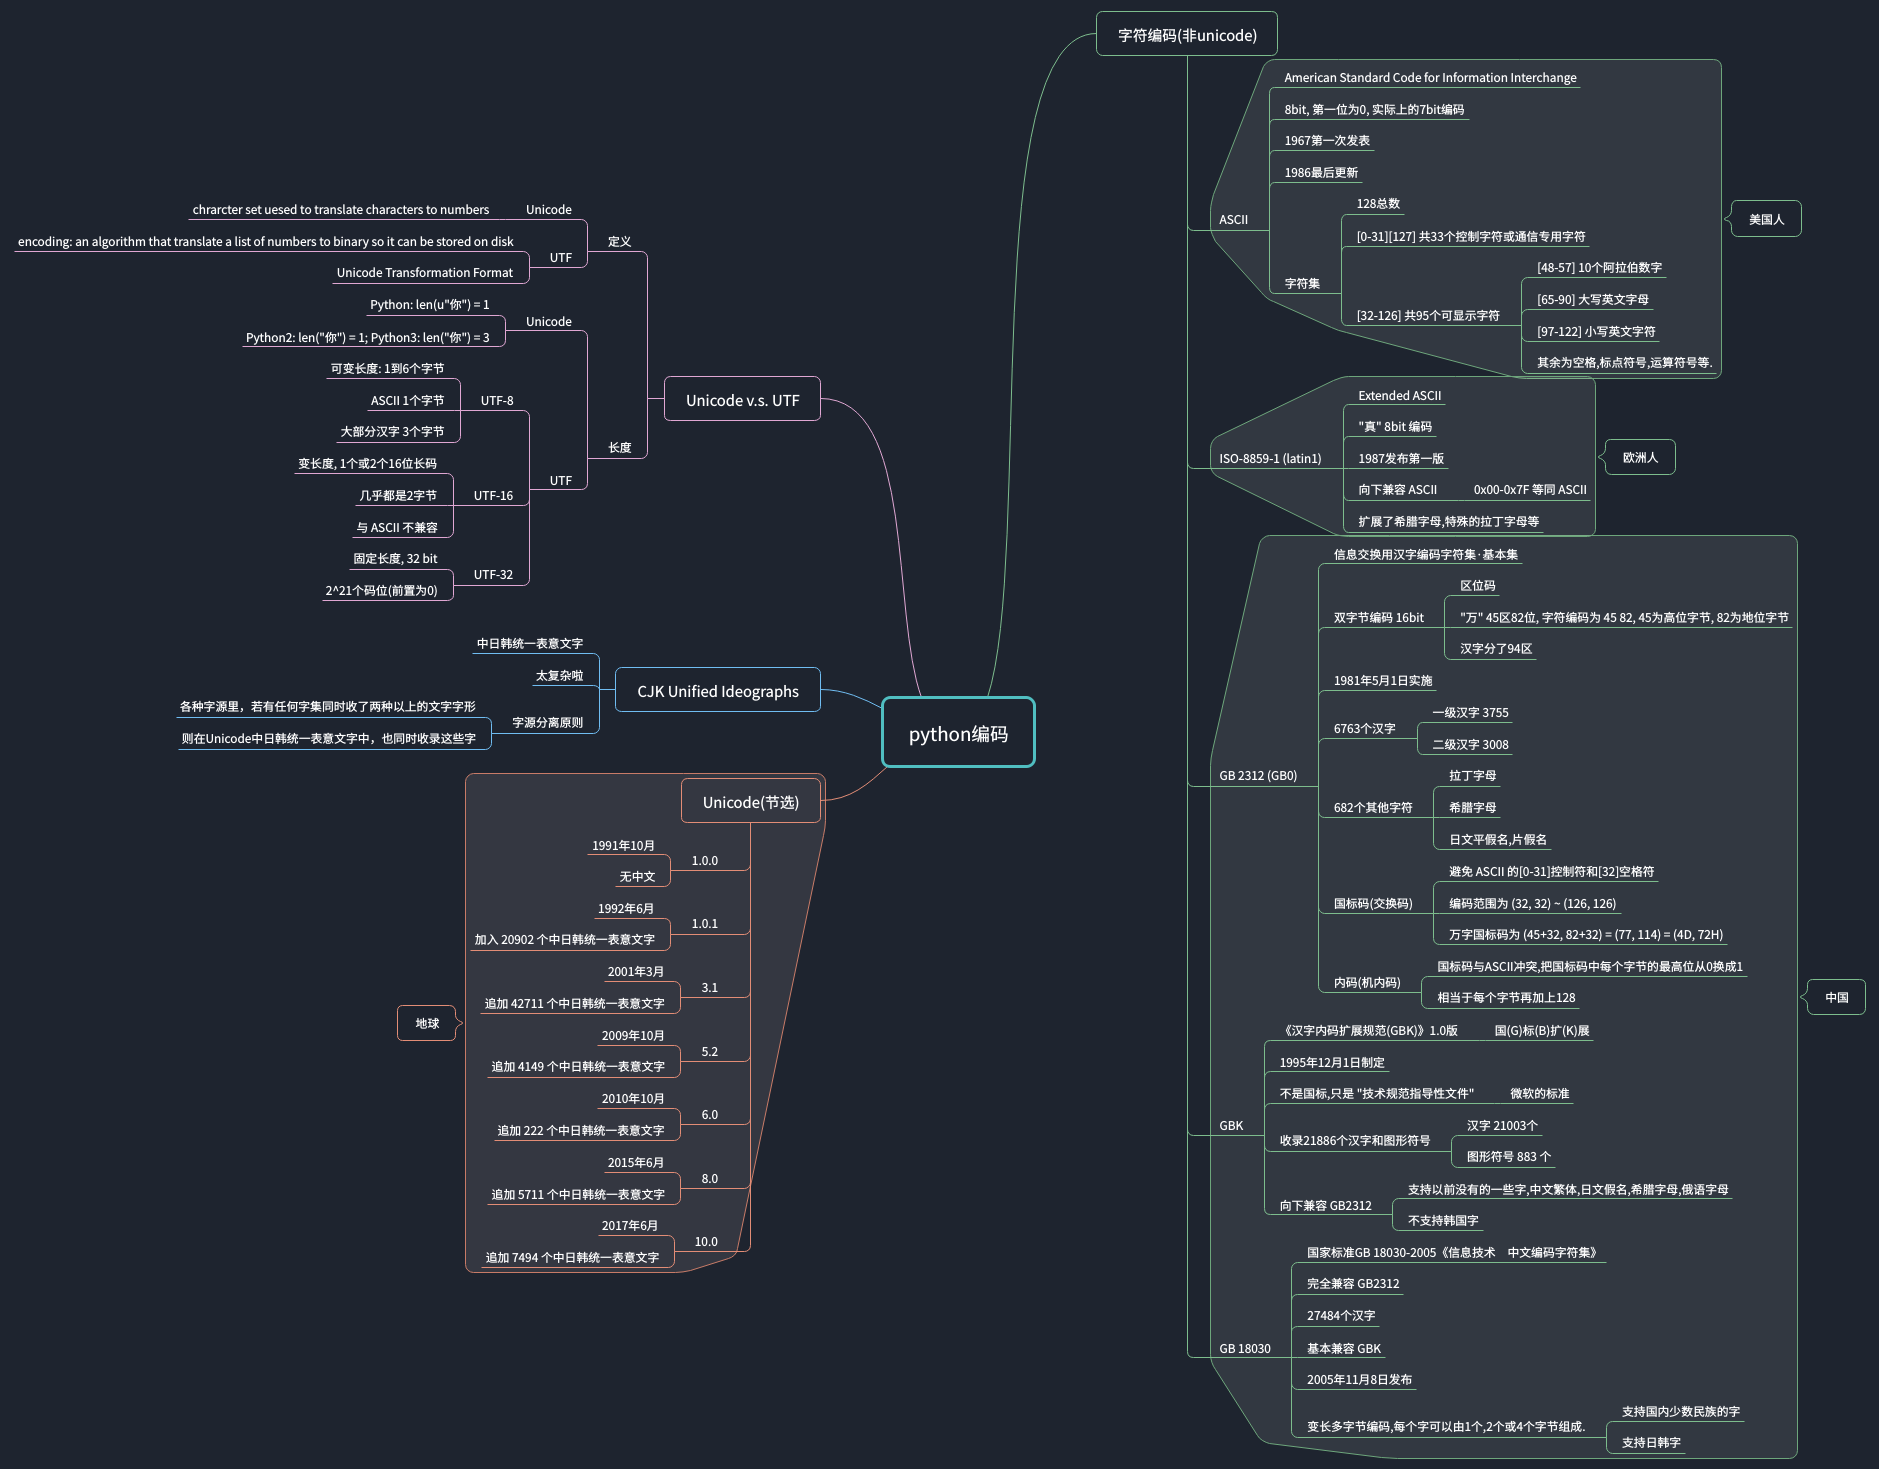 python编码
字符编码(非unicode)
ASCII
American Standard Code for Information Interchange
8bit, 第一位为0, 实际上的7bit编码
1967第一次发表
1986最后更新
字符集
128总数
[0-31][127] 共33个控制字符或通信专用字符
[32-126] 共95个可显示字符
[48-57] 10个阿拉伯数字
[65-90] 大写英文字母
[97-122] 小写英文字符
其余为空格,标点符号,运算符号等.
美国人
ISO-8859-1 (latin1)
Extended ASCII
"真" 8bit 编码
1987发布第一版
向下兼容 ASCII
0x00-0x7F 等同 ASCII
扩展了希腊字母,特殊的拉丁字母等
欧洲人
GB 2312 (GB0)
信息交换用汉字编码字符集·基本集
双字节编码 16bit
区位码
"万" 45区82位, 字符编码为 45 82, 45为高位字节, 82为地位字节
汉字分了94区
1981年5月1日实施
6763个汉字
一级汉字 3755
二级汉字 3008
682个其他字符
拉丁字母
希腊字母
日文平假名,片假名
国标码(交换码)
避免 ASCII 的[0-31]控制符和[32]空格符
编码范围为 (32, 32) ~ (126, 126)
万字国标码为 (45+32, 82+32) = (77, 114) = (4D, 72H)
内码(机内码)
国标码与ASCII冲突,把国标码中每个字节的最高位从0换成1
相当于每个字节再加上128
GBK
《汉字内码扩展规范(GBK)》1.0版
国(G)标(B)扩(K)展
1995年12月1日制定
不是国标,只是 "技术规范指导性文件"
微软的标准
收录21886个汉字和图形符号
汉字 21003个
图形符号 883 个
向下兼容 GB2312
支持以前没有的一些字,中文繁体,日文假名,希腊字母,俄语字母
不支持韩国字
GB 18030
国家标准GB 18030-2005《信息技术　中文编码字符集》
完全兼容 GB2312
27484个汉字
基本兼容 GBK
2005年11月8日发布
变长多字节编码,每个字可以由1个,2个或4个字节组成.
支持国内少数民族的字
支持日韩字
中国
Unicode v.s. UTF
定义
Unicode
chrarcter set uesed to translate characters to numbers
UTF
encoding: an algorithm that translate a list of numbers to binary so it can be stored on disk
Unicode Transformation Format
长度
Unicode
Python: len(u"你") = 1
Python2: len("你") = 1; Python3: len("你") = 3
UTF
UTF-8
可变长度: 1到6个字节
ASCII 1个字节
大部分汉字 3个字节
UTF-16
变长度, 1个或2个16位长码
几乎都是2字节
与 ASCII 不兼容
UTF-32
固定长度, 32 bit
2^21个码位(前置为0)
CJK Unified Ideographs
中日韩统一表意文字
太复杂啦
字源分离原则
各种字源里，若有任何字集同时收了两种以上的文字字形
则在Unicode中日韩统一表意文字中，也同时收录这些字
Unicode(节选)
1.0.0
1991年10月
无中文
1.0.1
1992年6月
加入 20902 个中日韩统一表意文字
3.1
2001年3月
追加 42711 个中日韩统一表意文字
5.2
2009年10月
追加 4149 个中日韩统一表意文字
6.0
2010年10月
追加 222 个中日韩统一表意文字
8.0
2015年6月
追加 5711 个中日韩统一表意文字
10.0
2017年6月
追加 7494 个中日韩统一表意文字
地球